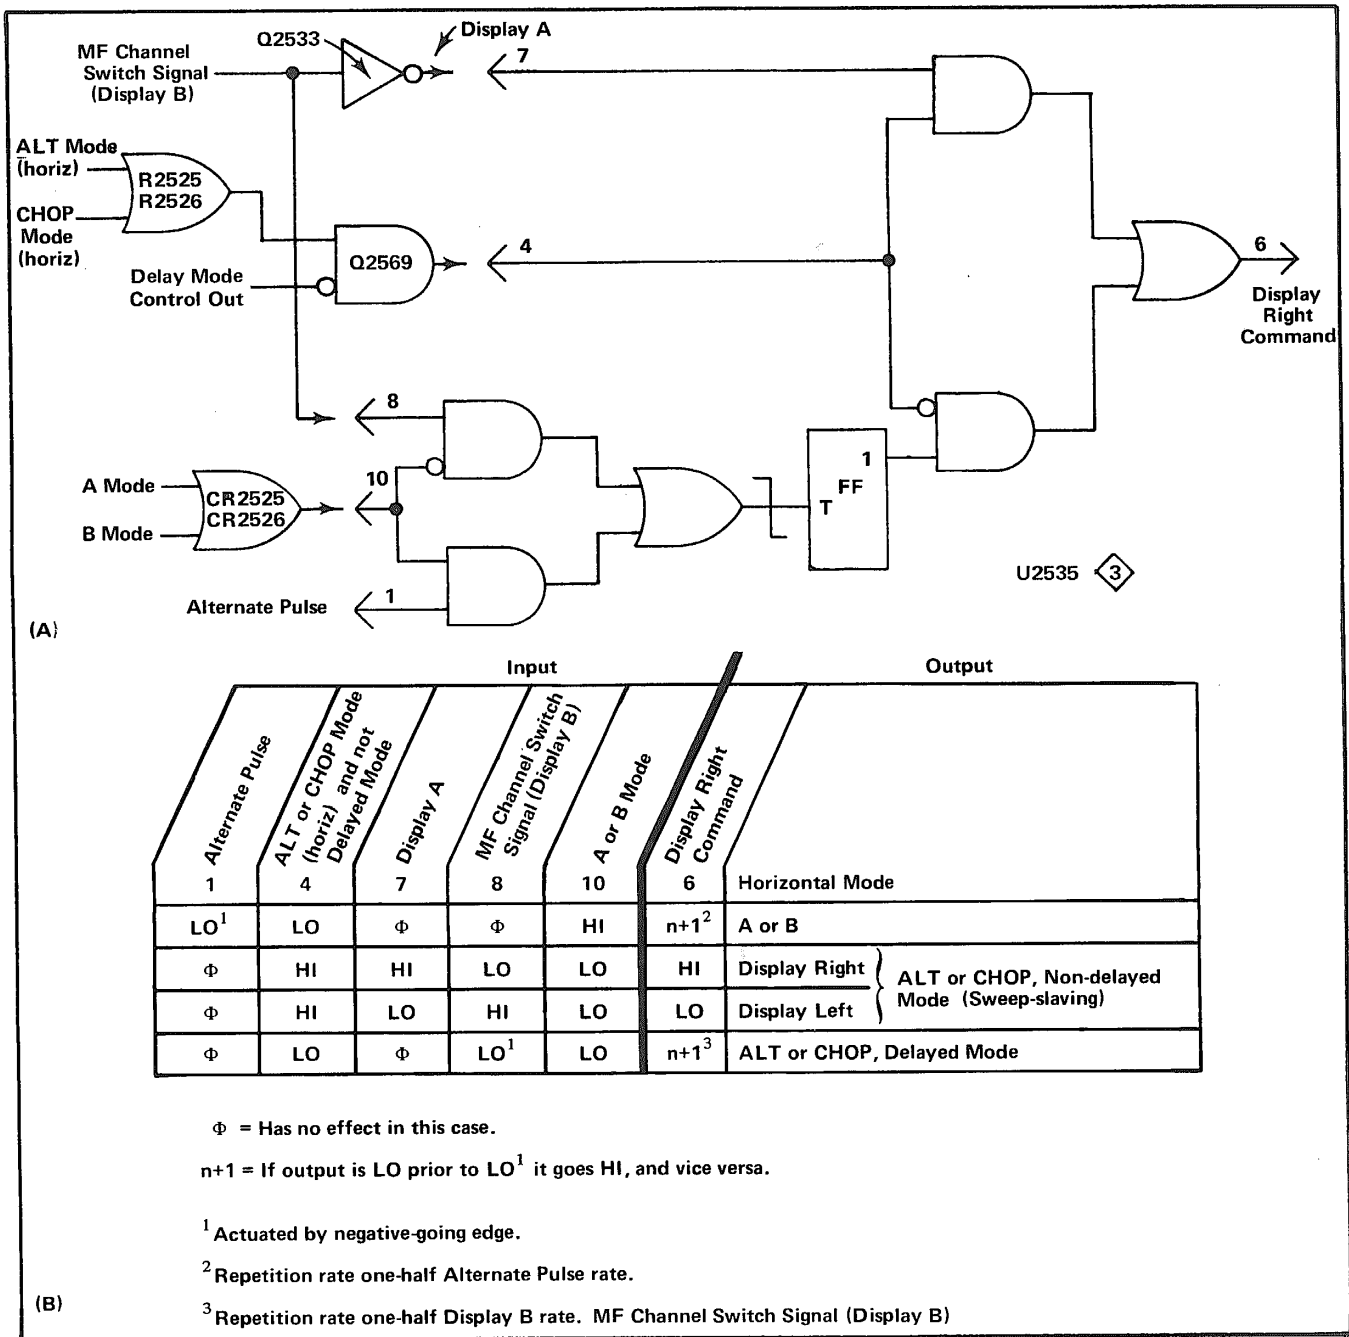 Q2533
Display A
MF Channel
Switch Signal
(Display B)
7
ALT Mode
(horiz)
R2525
R2526
CHOP
Mode
(horiz)
Q2569
4
6
Delay Mode
Control Out
Display
Right
Command
8
10
A Mode
CR2525
CR2526
B Mode
1
FF
T
U2535 3
Alternate Pulse
1
(A)
Input
Output
Alternate Pulse
ALT or CHOP Mode
(horiz) and not
Delayed Mode
Display A
MF Channel Switch
Signal (Display B)
A or B Mode
Display Right
Command
1 4 7 8 10 6 Horizontal Mode
LO¹ LO Φ Φ HI n+1² A or B
Φ HI HI LO LO HI Display Right
ALT or CHOP, Non-delayed
Mode (Sweep-slaving)
Φ HI LO HI LO LO Display Left
Φ LO Φ LO¹ LO n+1³ ALT or CHOP, Delayed Mode
Φ = Has no effect in this case.
n+1 = If output is LO prior to LO¹ it goes HI, and vice versa.
¹Actuated by negative-going edge.
²Repetition rate one-half Alternate Pulse rate.
(B)
³Repetition rate one-half Display B rate. MF Channel Switch Signal (Display B)